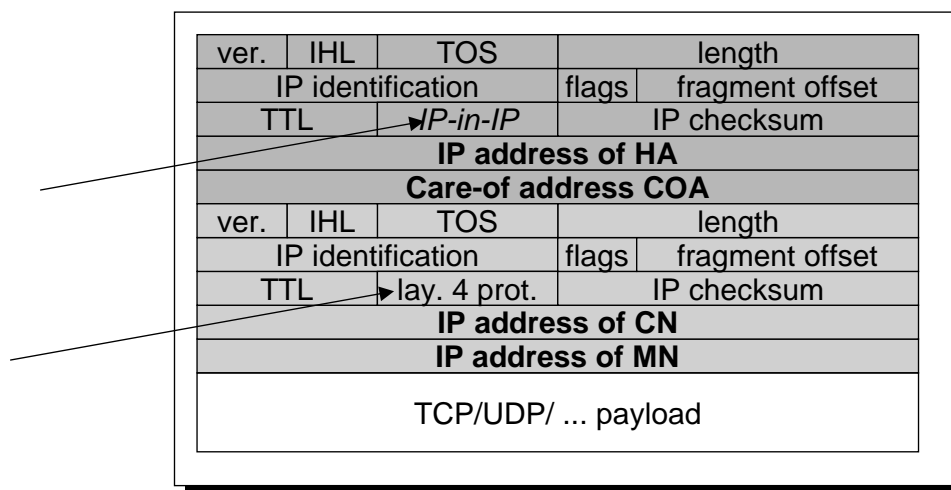 ver. IHL TOS length
IP identification flags fragment offset
TTL IP-in-IP IP checksum
IP address of HA
Care-of address COA
ver. IHL TOS length
IP identification flags fragment offset
TTL lay. 4 prot. IP checksum
IP address of CN
IP address of MN
TCP/UDP/ ... payload